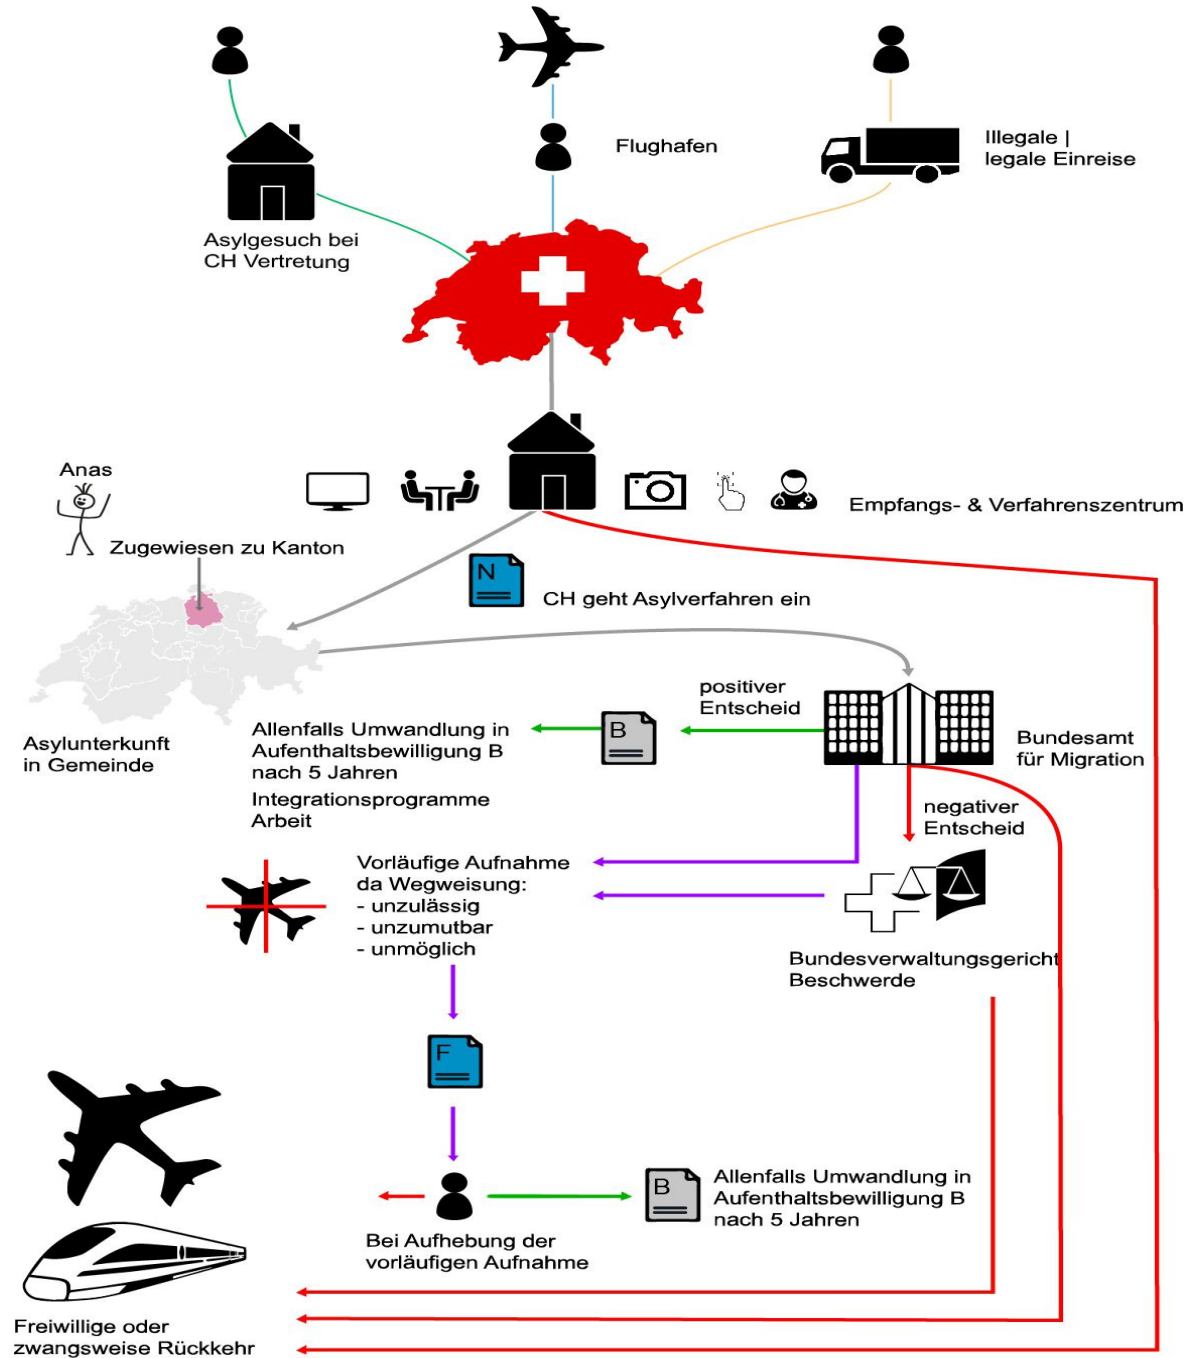 Flughafen
Illegale |
legale Einreise
Asylgesuch bei
CH Vertretung
Anas
Empfangs- & Verfahrenszentrum
Zugewiesen zu Kanton
N
CH geht Asylverfahren ein
positiver
Entscheid
B
Allenfalls Umwandlung in
Aufenthaltsbewilligung B
nach 5 Jahren
Integrationsprogramme
Arbeit
Asylunterkunft
in Gemeinde
Bundesamt
für Migration
negativer
Entscheid
Vorläufige Aufnahme
da Wegweisung:
- unzulässig
- unzumutbar
- unmöglich
Bundesverwaltungsgericht
Beschwerde
F
B
Allenfalls Umwandlung in
Aufenthaltsbewilligung B
nach 5 Jahren
Bei Aufhebung der
vorläufigen Aufnahme
Freiwillige oder
zwangsweise Rückkehr